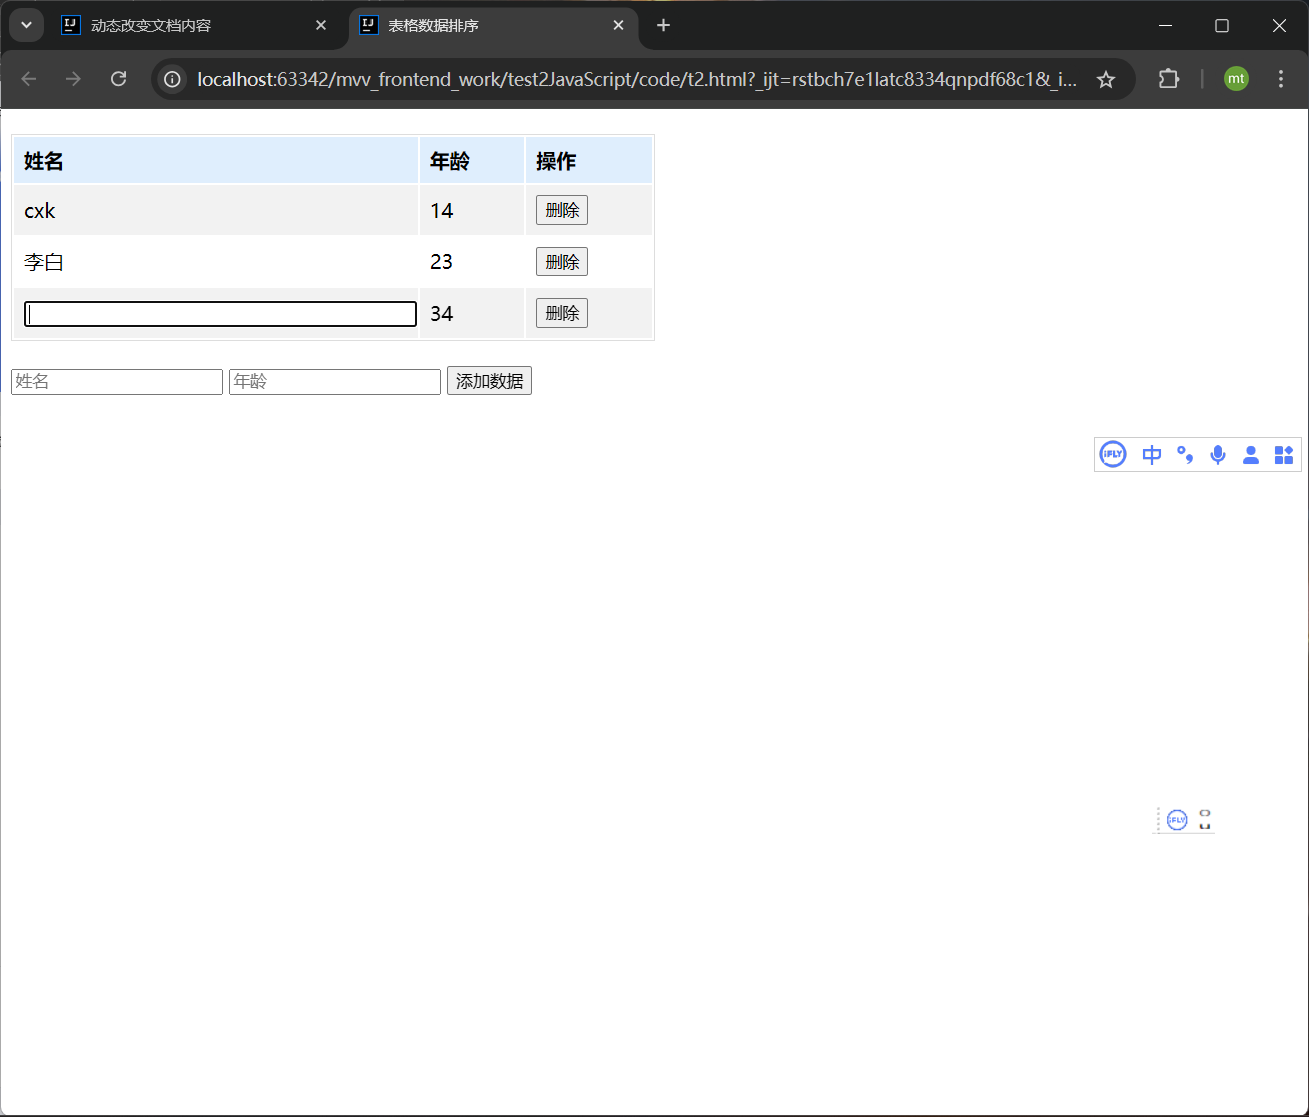 动态改变文档内容
表格数据排序
localhost:63342/mvv_frontend_work/test2JavaScript/code/t2.html?_ijt=rstbch7e1latc8334qnpdf68c1&_i...
mt
姓名 年龄 操作
cxk 14 删除
李白 23 删除
34 删除
姓名 年龄 添加数据
iFLY 中
iFLY